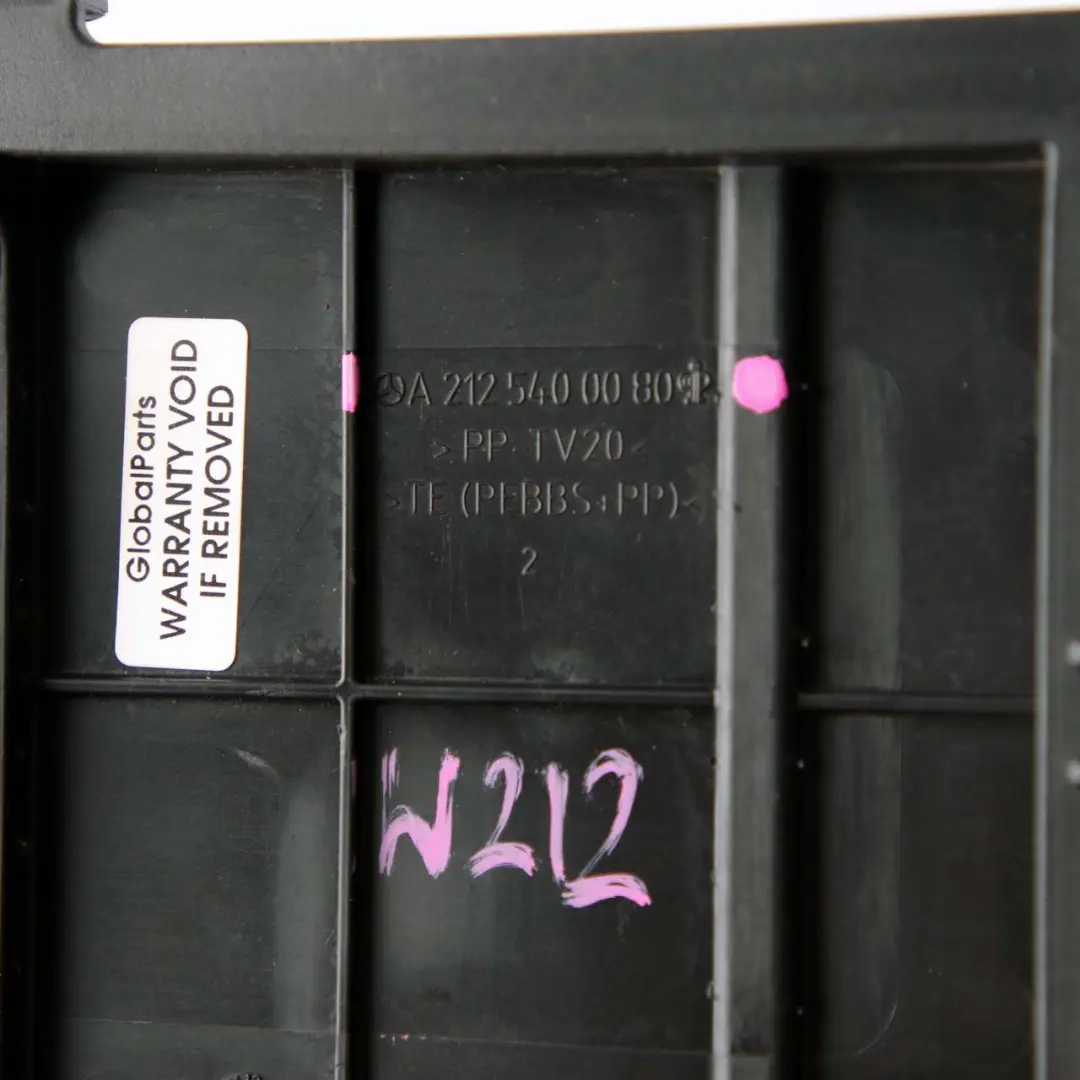 GlobalParts
WARRANTY VOID
IF REMOVED
A 212 540 00 80
>PP-TV20<
>TE (PEBBS+PP)<
2
W212